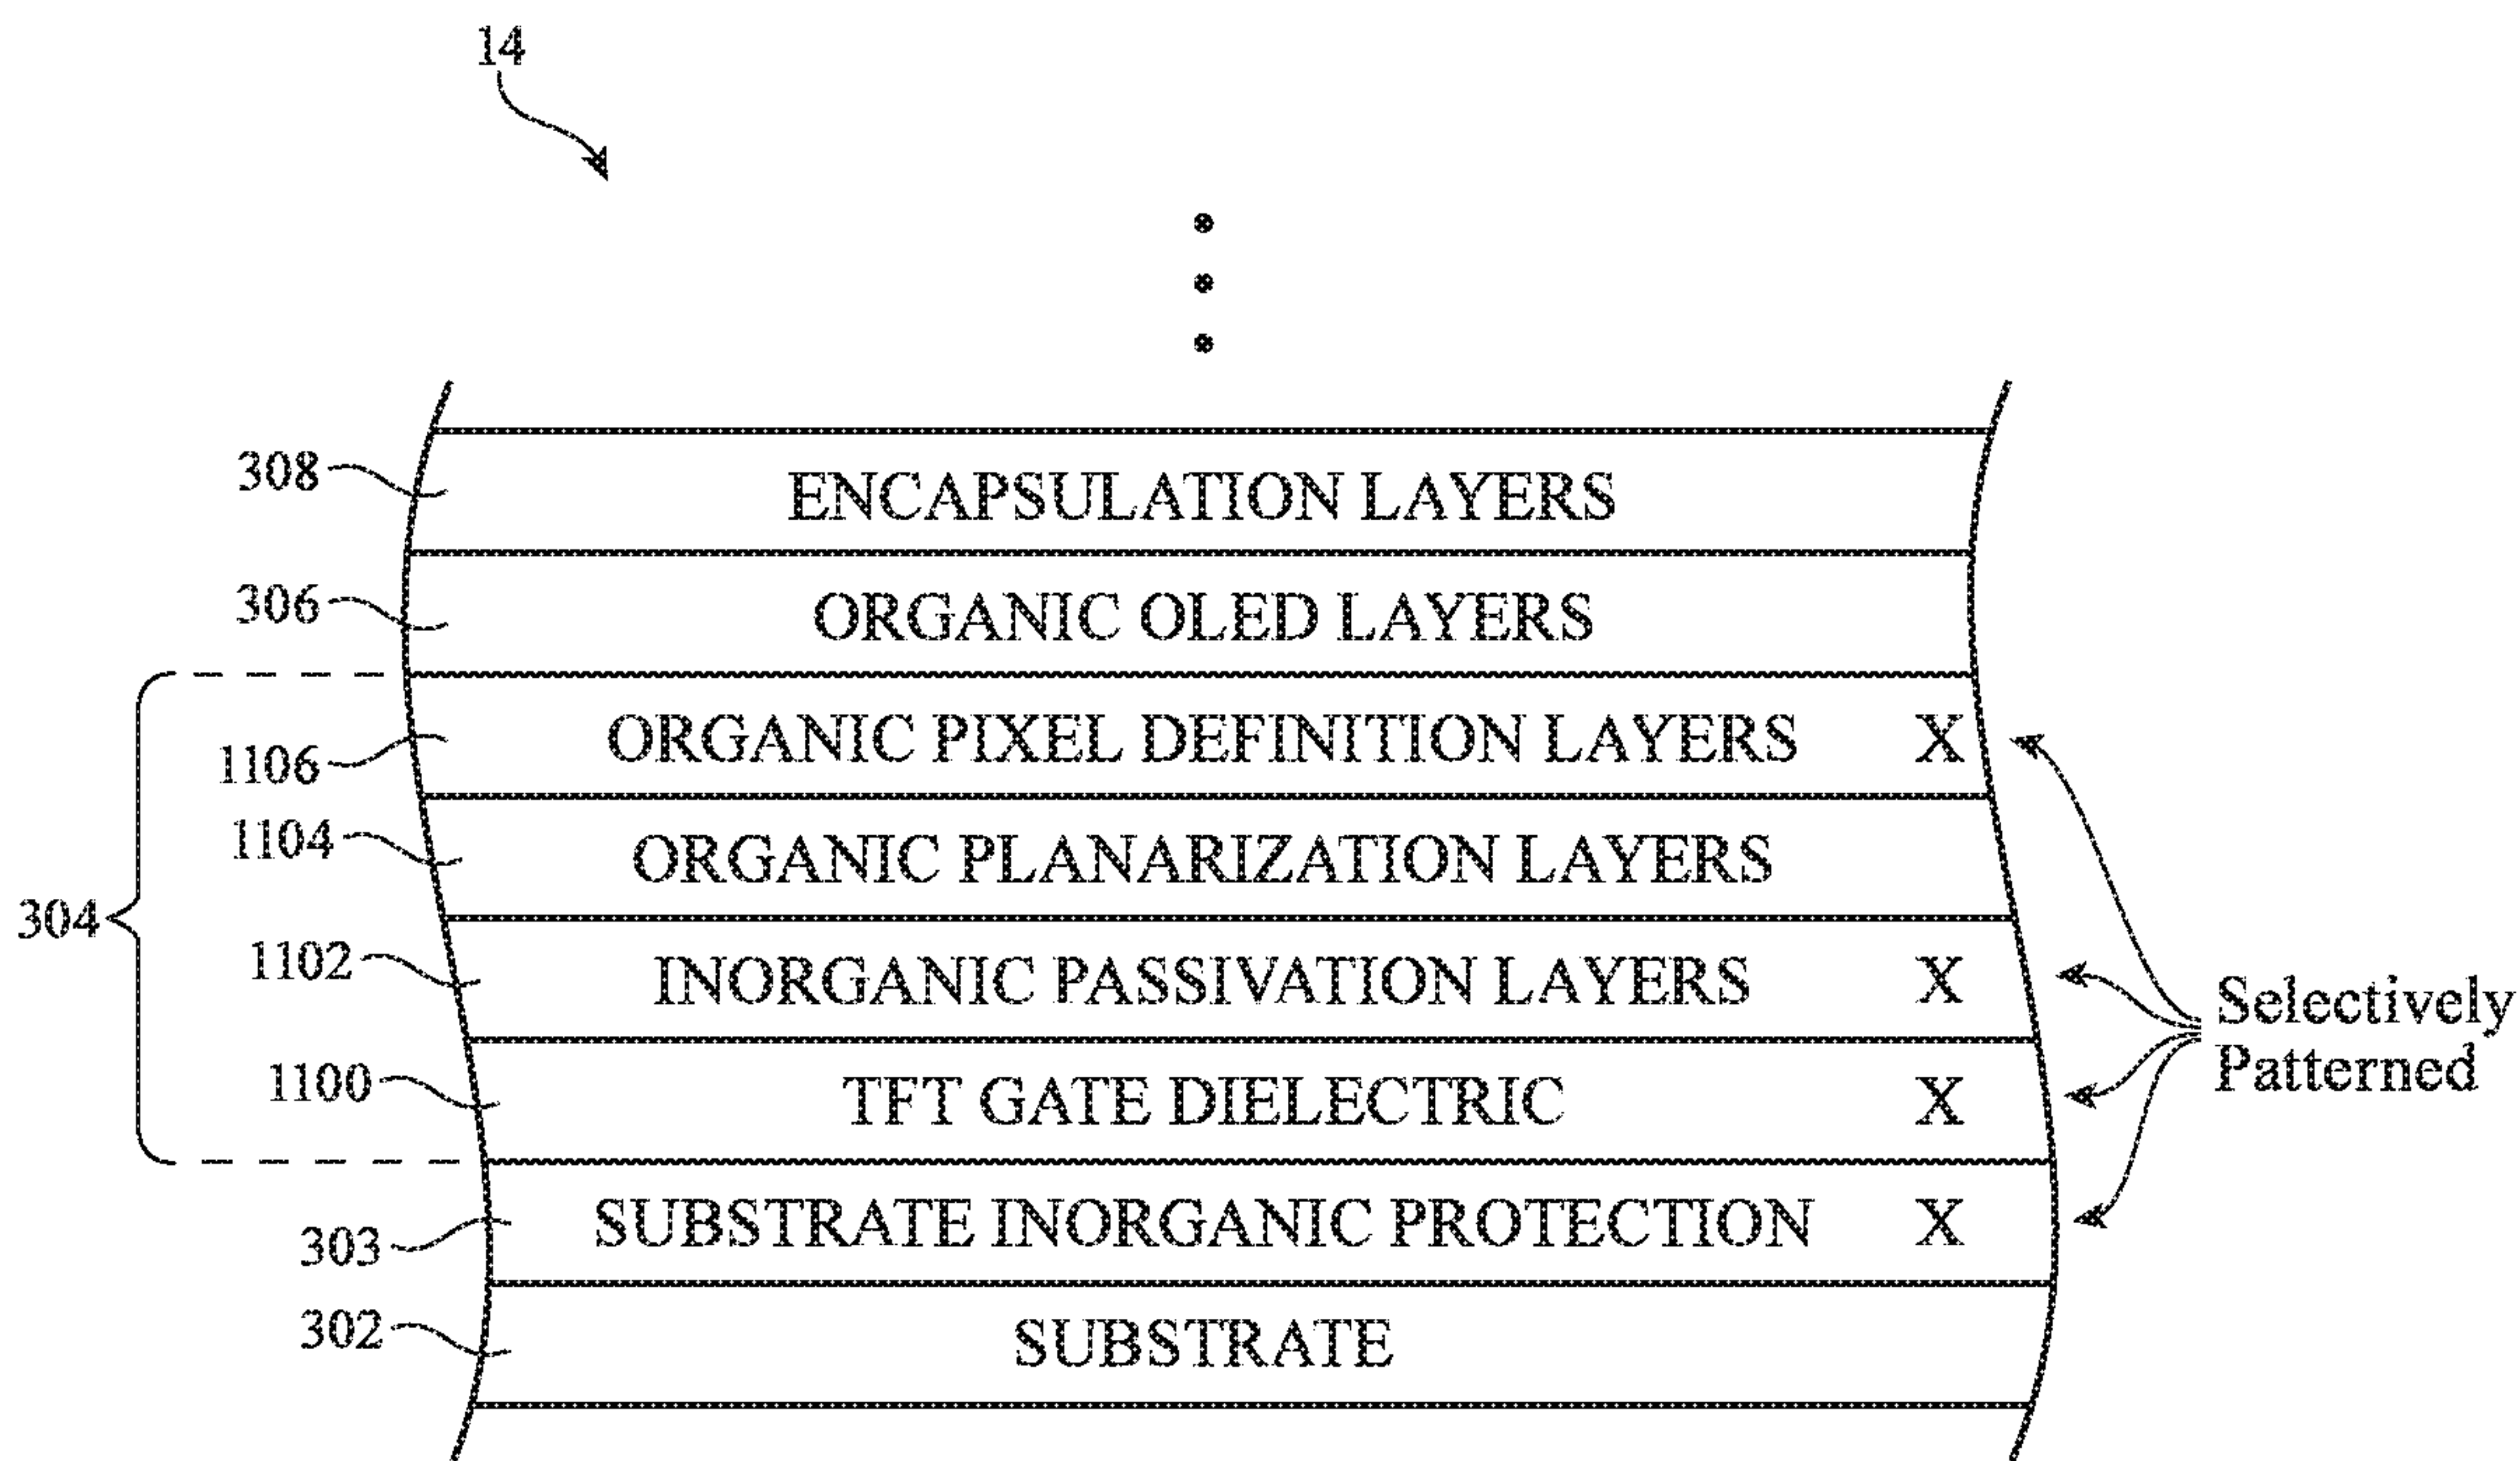 14
308 ENCAPSULATION LAYERS
306 ORGANIC OLED LAYERS
1106 ORGANIC PIXEL DEFINITION LAYERS X
1104 ORGANIC PLANARIZATION LAYERS
304
1102 INORGANIC PASSIVATION LAYERS X
Selectively
Patterned
1100 TFT GATE DIELECTRIC X
303 SUBSTRATE INORGANIC PROTECTION X
302 SUBSTRATE